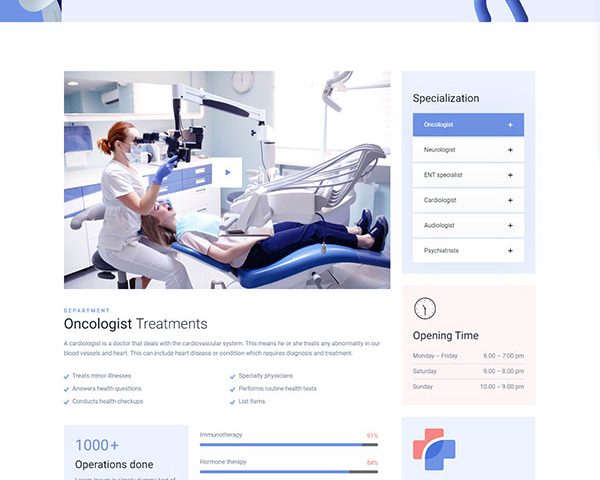 Specialization
Oncologist +
Neurologist +
ENT specialist +
Cardiologist +
Audiologist +
Psychiatrists +
DEPARTMENT
Oncologist Treatments
A cardiologist is a doctor that deals with the cardiovascular system. This means he or she treats any abnormality in our
blood vessels and heart. This can include heart disease or condition which requires diagnosis and treatment.
Treats minor illnesses
Specialty physicians
Answers health questions
Performs routine health tests
Conducts health checkups
List items
Opening Time
Monday – Friday 6.00 – 7:00 pm
Saturday 9.00 – 8.00 pm
Sunday 10.00 – 9.00 pm
1000+
Operations done
Immunotherapy 91%
Hormone therapy 84%